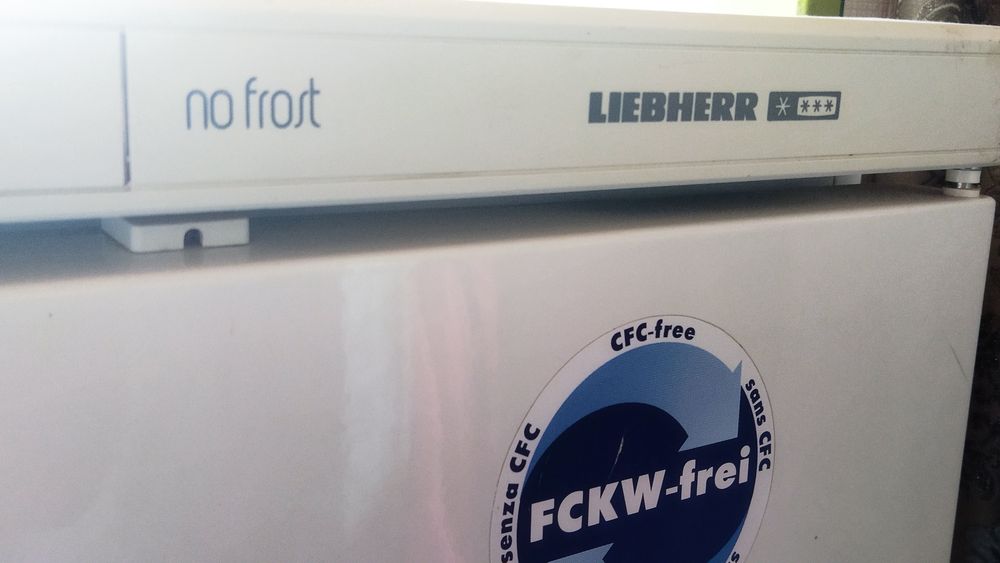 no frost
LIEBHERR
CFC-free
sans CFC
senza CFC
FCKW-frei